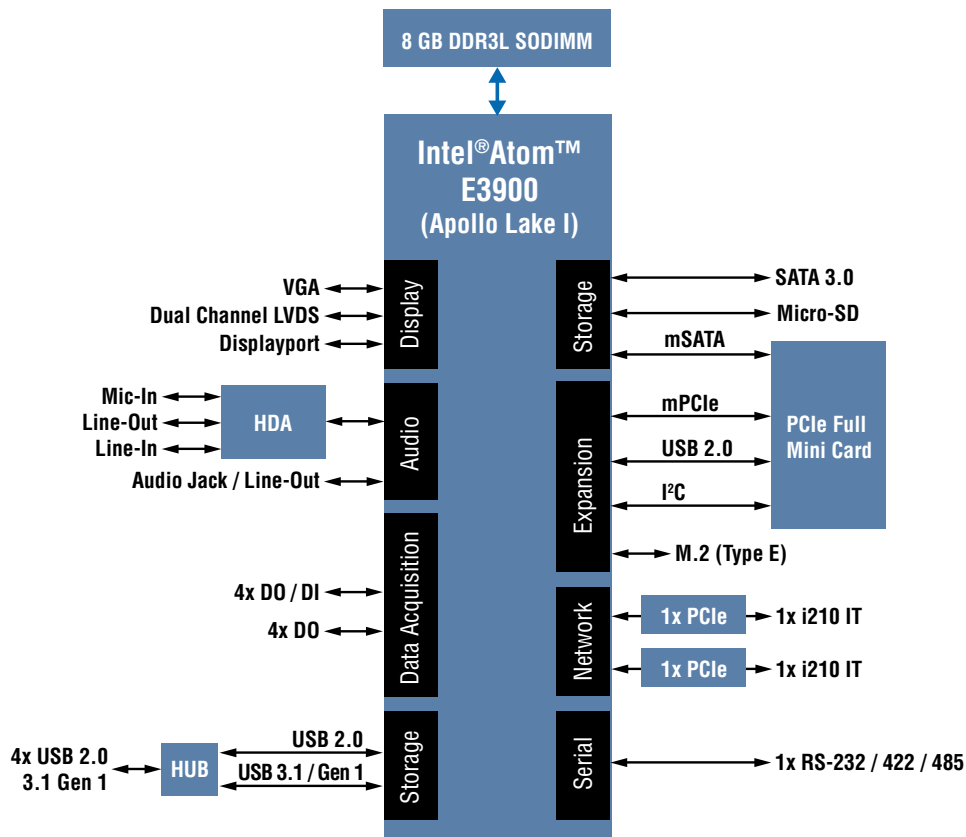 8 GB DDR3L SODIMM
Intel®Atom™
E3900
(Apollo Lake I)
Display
VGA
Dual Channel LVDS
Displayport
Audio
Mic-In
Line-Out
Line-In
HDA
Audio Jack / Line-Out
Data Acquisition
4x DO / DI
4x DO
Storage
USB 2.0
USB 3.1 / Gen 1
HUB
4x USB 2.0
3.1 Gen 1
Storage
SATA 3.0
Micro-SD
mSATA
Expansion
mPCIe
USB 2.0
I²C
PCIe Full
Mini Card
M.2 (Type E)
Network
1x PCIe
1x i210 IT
1x PCIe
1x i210 IT
Serial
1x RS-232 / 422 / 485